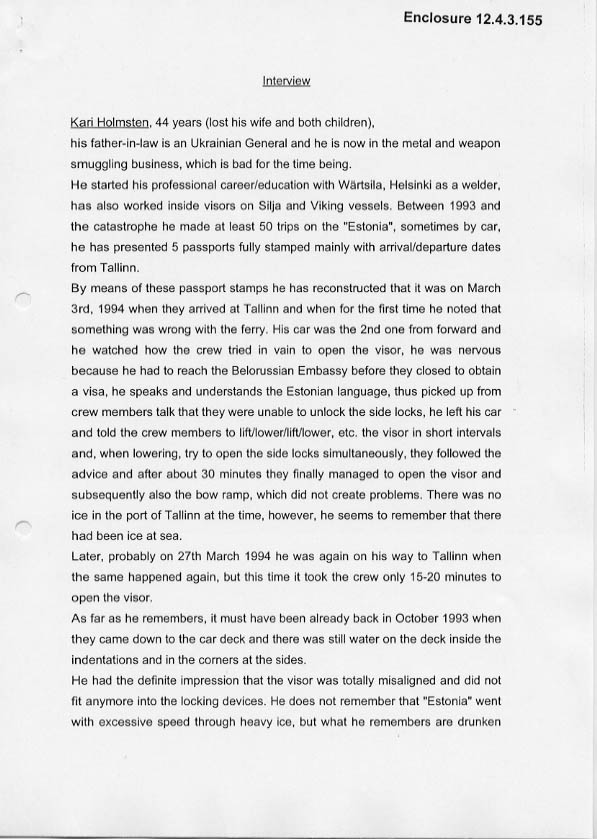 Enclosure 12.4.3.155
Interview
Kari Holmsten, 44 years (lost his wife and both children),
his father-in-law is an Ukrainian General and he is now in the metal and weapon
smuggling business, which is bad for the time being.
He started his professional career/education with Wärtsila, Helsinki as a welder,
has also worked inside visors on Silja and Viking vessels. Between 1993 and
the catastrophe he made at least 50 trips on the "Estonia", sometimes by car,
he has presented 5 passports fully stamped mainly with arrival/departure dates
from Tallinn.
By means of these passport stamps he has reconstructed that it was on March
3rd, 1994 when they arrived at Tallinn and when for the first time he noted that
something was wrong with the ferry. His car was the 2nd one from forward and
he watched how the crew tried in vain to open the visor, he was nervous
because he had to reach the Belorussian Embassy before they closed to obtain
a visa, he speaks and understands the Estonian language, thus picked up from
crew members talk that they were unable to unlock the side locks, he left his car
and told the crew members to lift/lower/lift/lower, etc. the visor in short intervals
and, when lowering, try to open the side locks simultaneously, they followed the
advice and after about 30 minutes they finally managed to open the visor and
subsequently also the bow ramp, which did not create problems. There was no
ice in the port of Tallinn at the time, however, he seems to remember that there
had been ice at sea.
Later, probably on 27th March 1994 he was again on his way to Tallinn when
the same happened again, but this time it took the crew only 15-20 minutes to
open the visor.
As far as he remembers, it must have been already back in October 1993 when
they came down to the car deck and there was still water on the deck inside the
indentations and in the corners at the sides.
He had the definite impression that the visor was totally misaligned and did not
fit anymore into the locking devices. He does not remember that "Estonia" went
with excessive speed through heavy ice, but what he remembers are drunken